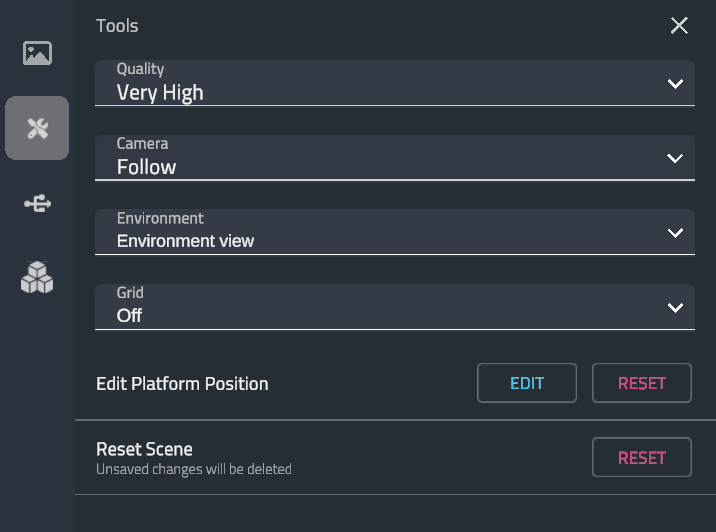 Tools
Quality
Very High
Camera
Follow
Environment
Environment view
Grid
Off
Edit Platform Position
EDIT
RESET
Reset Scene
Unsaved changes will be deleted
RESET